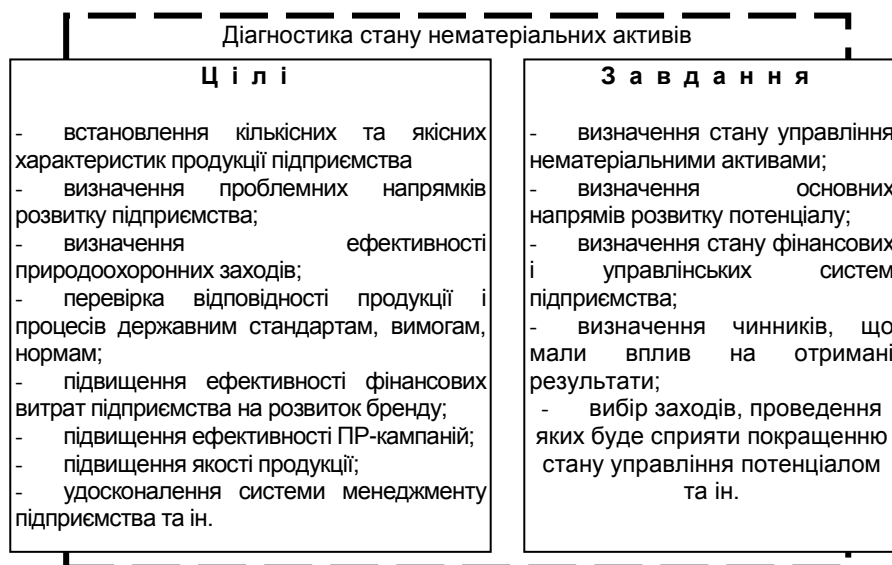 Діагностика стану нематеріальних активів
Ц і л і
- встановлення кількісних та якісних
характеристик продукції підприємства
- визначення проблемних напрямків
розвитку підприємства;
- визначення ефективності
природоохоронних заходів;
- перевірка відповідності продукції і
процесів державним стандартам, вимогам,
нормам;
- підвищення ефективності фінансових
витрат підприємства на розвиток бренду;
- підвищення ефективності ПР-кампаній;
- підвищення якості продукції;
- удосконалення системи менеджменту
підприємства та ін.
З а в д а н н я
- визначення стану управління
нематеріальними активами;
- визначення основних
напрямів розвитку потенціалу;
- визначення стану фінансових
і управлінських систем
підприємства;
- визначення чинників, що
мали вплив на отримані
результати;
- вибір заходів, проведення
яких буде сприяти покращенню
стану управління потенціалом
та ін.